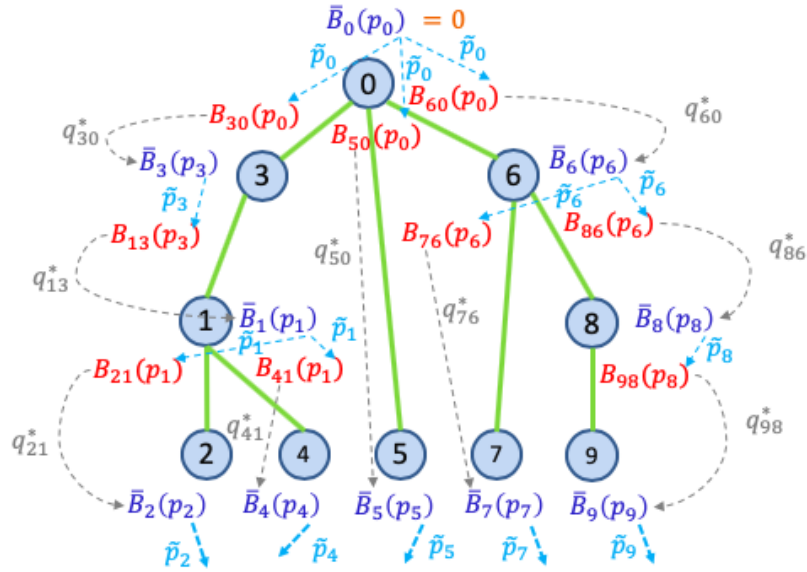 B̄₀(p₀) = 0
p̃₀ p̃₀ p̃₀
0
B₃₀(p₀) B₅₀(p₀) B₆₀(p₀)
q*₃₀ q*₆₀
B̄₃(p₃) 3 6 B̄₆(p₆)
p̃₃ p̃₆ p̃₆
B₁₃(p₃) B₇₆(p₆) B₈₆(p₆)
q*₁₃ q*₅₀ q*₇₆ q*₈₆
1 B̄₁(p₁) 8 B̄₈(p₈)
p̃₁ p̃₁ p̃₈
B₂₁(p₁) B₄₁(p₁) B₉₈(p₈)
q*₂₁ q*₄₁ q*₉₈
2 4 5 7 9
B̄₂(p₂) B̄₄(p₄) B̄₅(p₅) B̄₇(p₇) B̄₉(p₉)
p̃₂ p̃₄ p̃₅ p̃₇ p̃₉